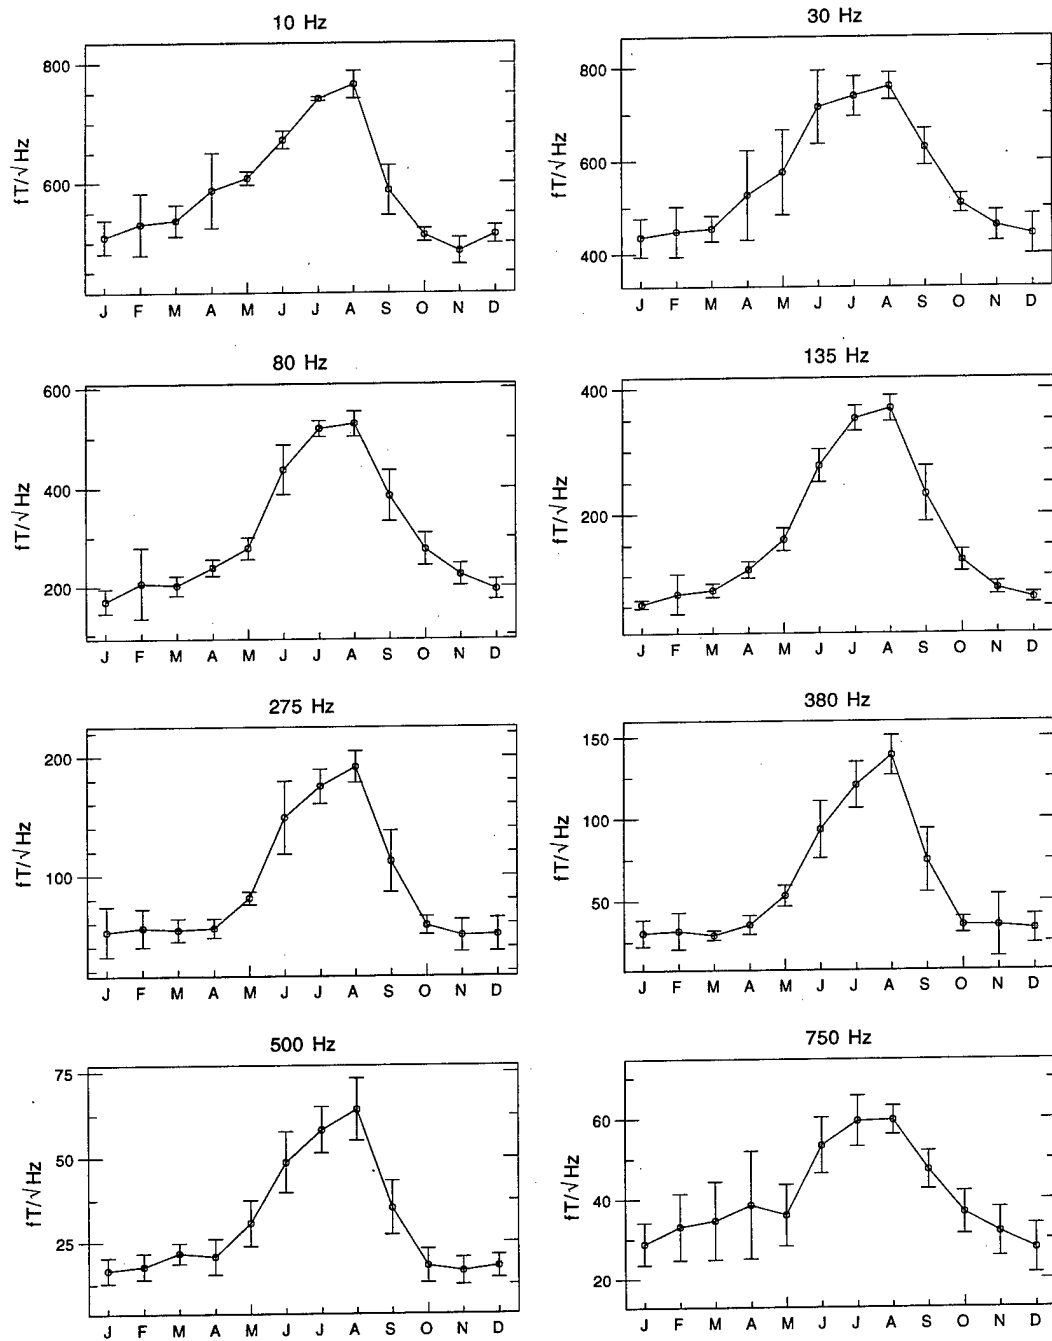 10 Hz
800
600
fT/√Hz
J F M A M J J A S O N D
30 Hz
800
600
400
fT/√Hz
J F M A M J J A S O N D
80 Hz
600
400
200
fT/√Hz
J F M A M J J A S O N D
135 Hz
400
200
fT/√Hz
J F M A M J J A S O N D
275 Hz
200
100
fT/√Hz
J F M A M J J A S O N D
380 Hz
150
100
50
fT/√Hz
J F M A M J J A S O N D
500 Hz
75
50
25
fT/√Hz
J F M A M J J A S O N D
750 Hz
60
40
20
fT/√Hz
J F M A M J J A S O N D